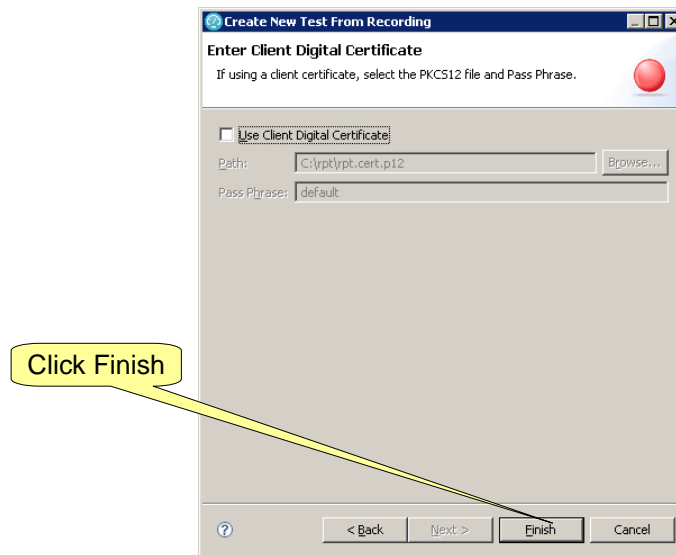 Create New Test From Recording
Enter Client Digital Certificate
If using a client certificate, select the PKCS12 file and Pass Phrase.
Use Client Digital Certificate
Path: C:\rpt\rpt.cert.p12 Browse...
Pass Phrase: default
Click Finish
? < Back Next > Finish Cancel